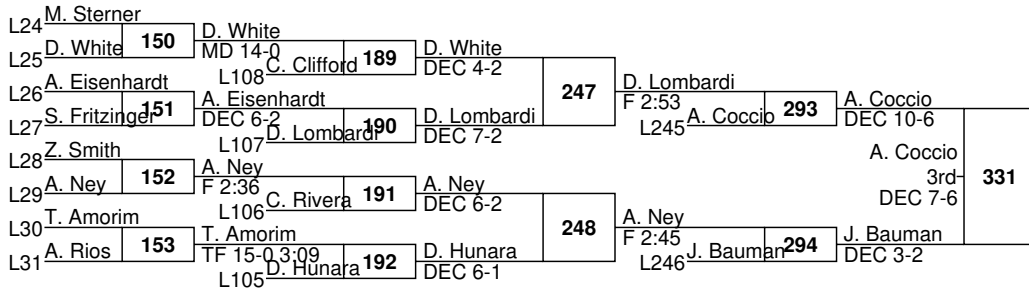 L24 M. Sterner
L25 D. White
150
D. White
MD 14-0
L108 C. Clifford
189
D. White
DEC 4-2
L26 A. Eisenhardt
L27 S. Fritzinger
151
A. Eisenhardt
DEC 6-2
L107 D. Lombardi
190
D. Lombardi
DEC 7-2
247
D. Lombardi
F 2:53
L245 A. Coccio
293
A. Coccio
DEC 10-6
L28 Z. Smith
L29 A. Ney
152
A. Ney
F 2:36
L106 C. Rivera
191
A. Ney
DEC 6-2
L30 T. Amorim
L31 A. Rios
153
T. Amorim
TF 15-0 3:09
L105 D. Hunara
192
D. Hunara
DEC 6-1
248
A. Ney
F 2:45
L246 J. Bauman
294
J. Bauman
DEC 3-2
A. Coccio
3rd
DEC 7-6
331